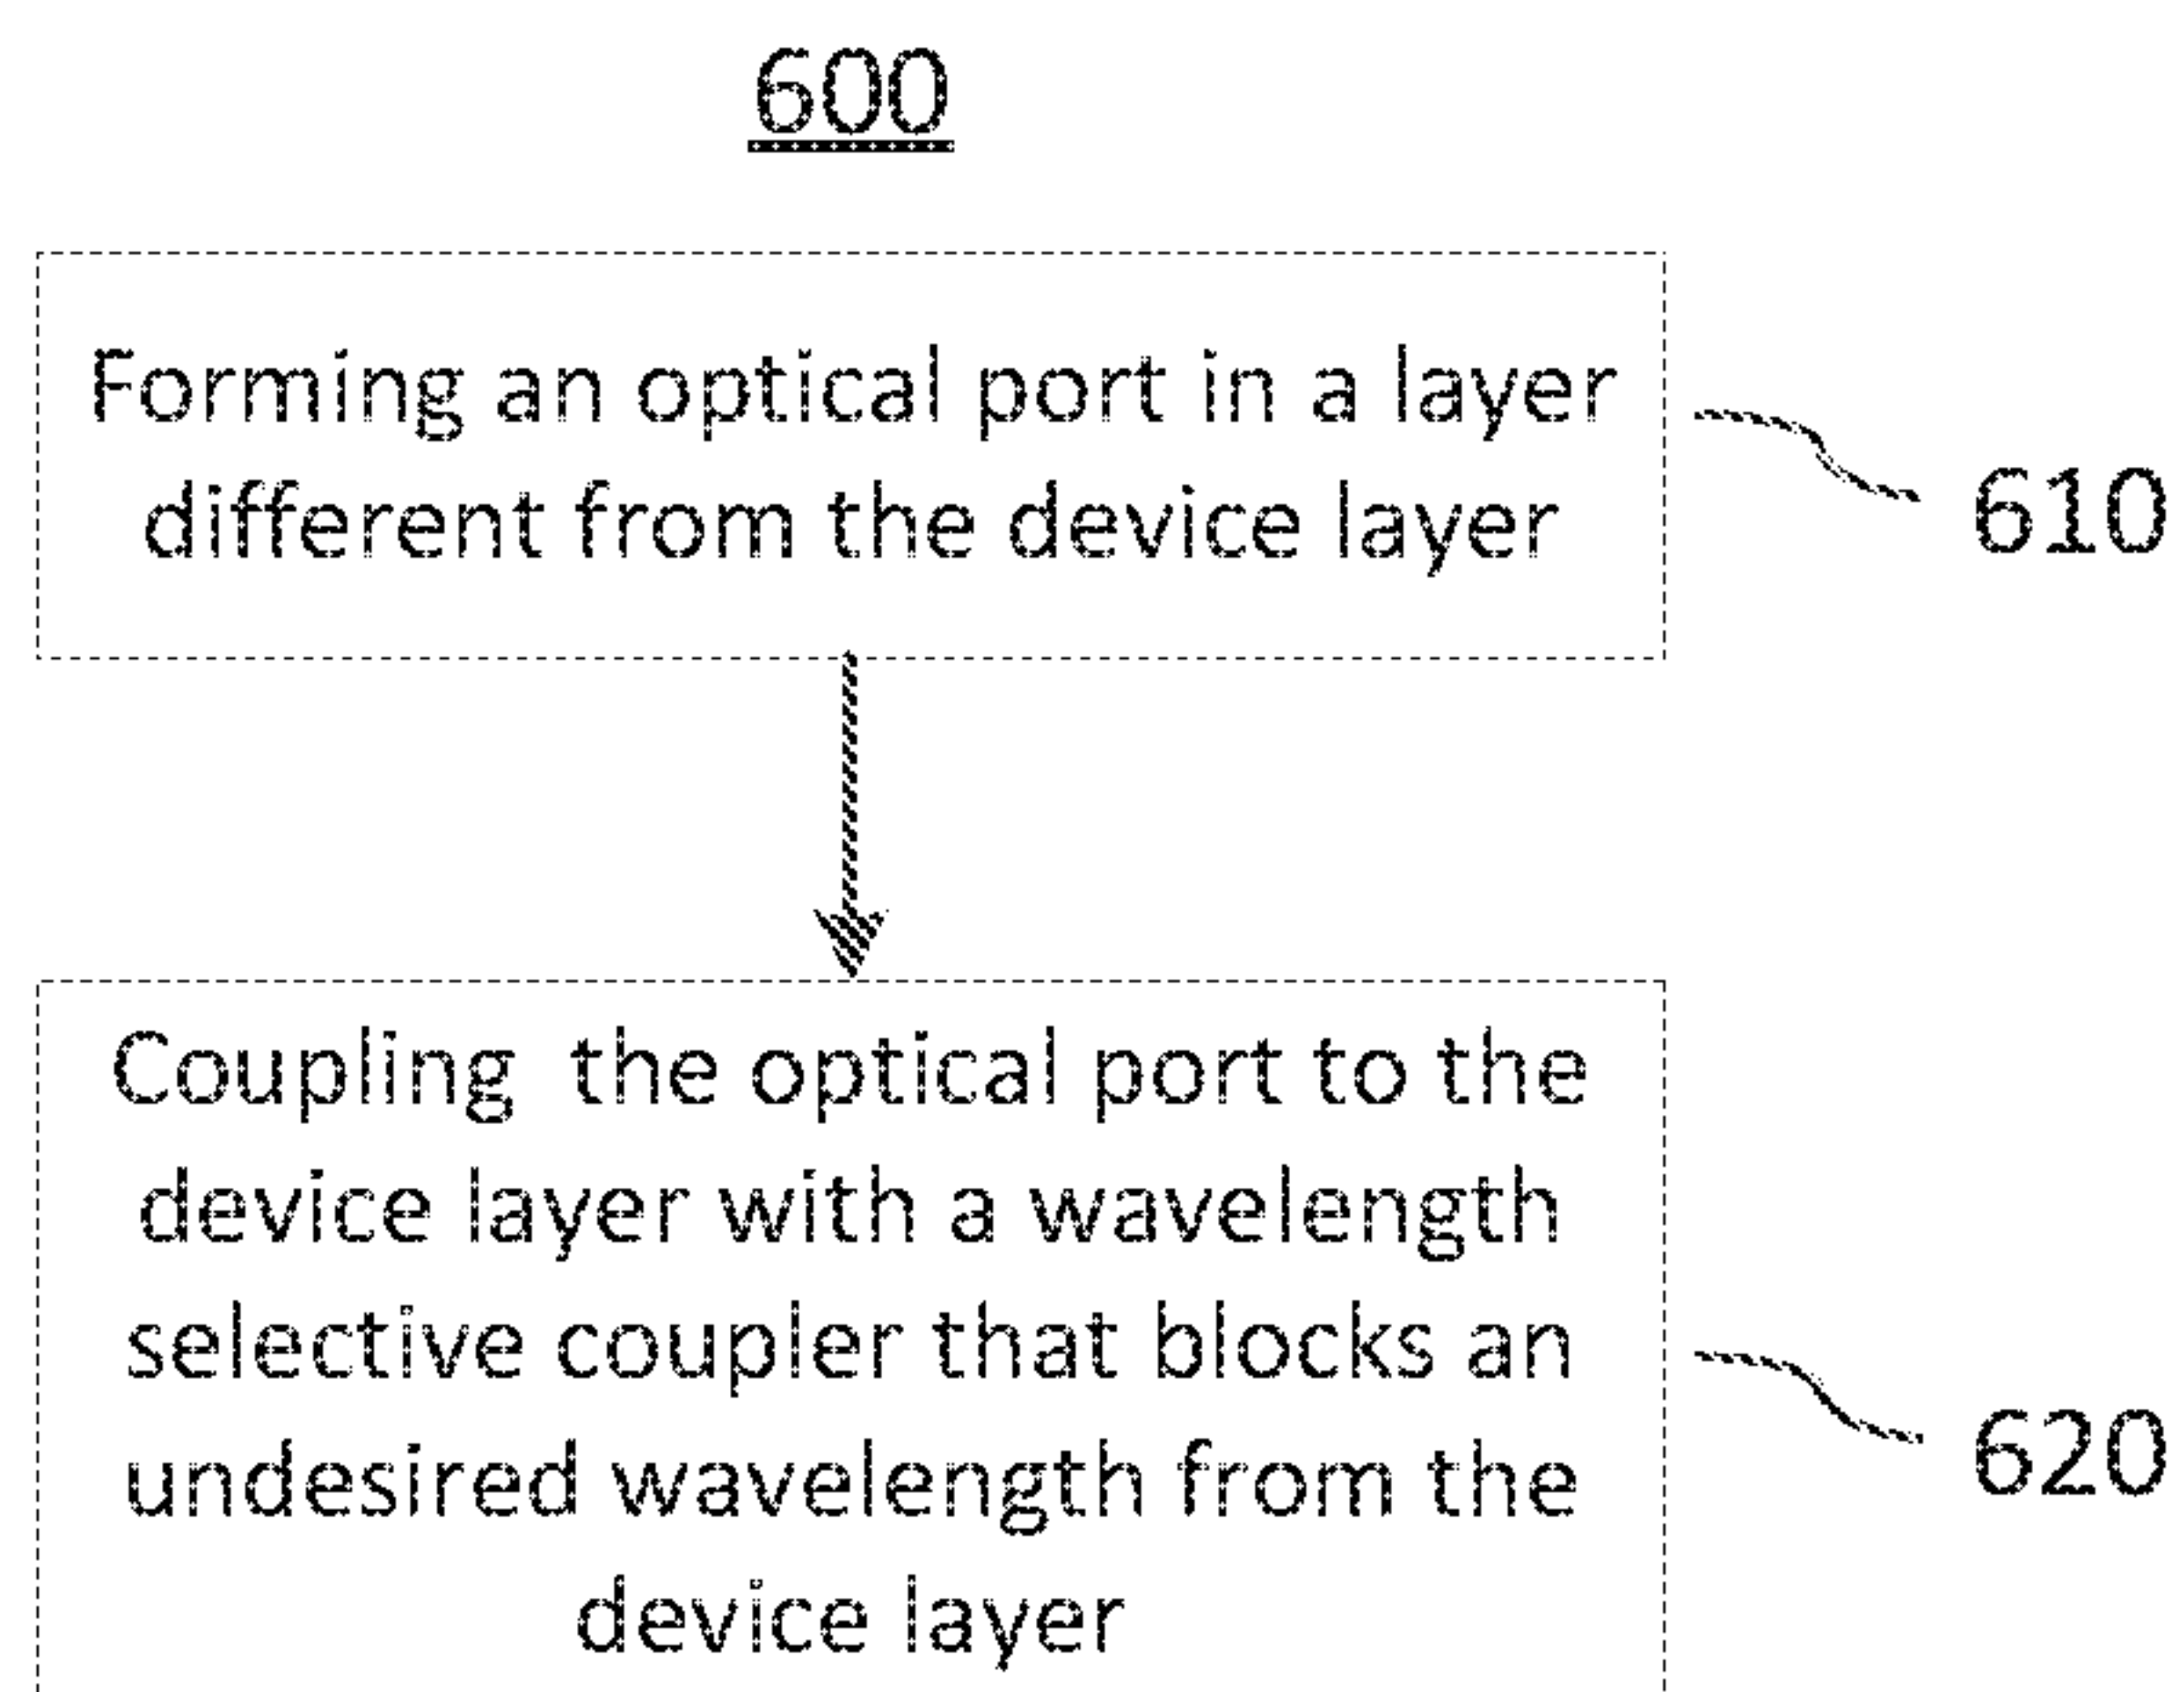 600
Forming an optical port in a layer
different from the device layer
610
Coupling the optical port to the
device layer with a wavelength
selective coupler that blocks an
undesired wavelength from the
device layer
620